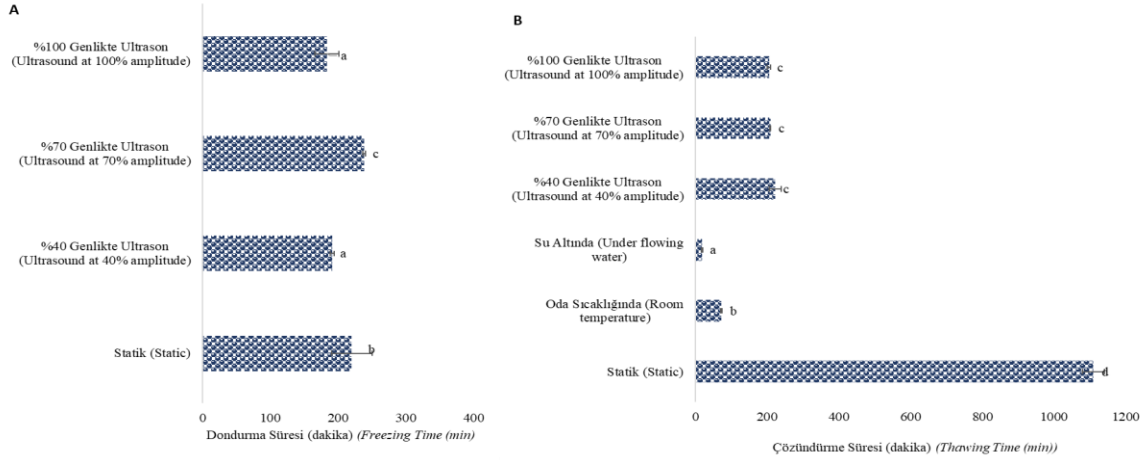 A
%100 Genlikte Ultrason
(Ultrasound at 100% amplitude)
a
%70 Genlikte Ultrason
(Ultrasound at 70% amplitude)
c
%40 Genlikte Ultrason
(Ultrasound at 40% amplitude)
a
Statik (Static)
b
0 100 200 300 400
Dondurma Süresi (dakika) (Freezing Time (min)
B
%100 Genlikte Ultrason
(Ultrasound at 100% amplitude)
c
%70 Genlikte Ultrason
(Ultrasound at 70% amplitude)
c
%40 Genlikte Ultrason
(Ultrasound at 40% amplitude)
c
Su Altında (Under flowing
water)
a
Oda Sıcaklığında (Room
temperature)
b
Statik (Static)
d
0 200 400 600 800 1000 1200
Çözündürme Süresi (dakika) (Thawing Time (min))